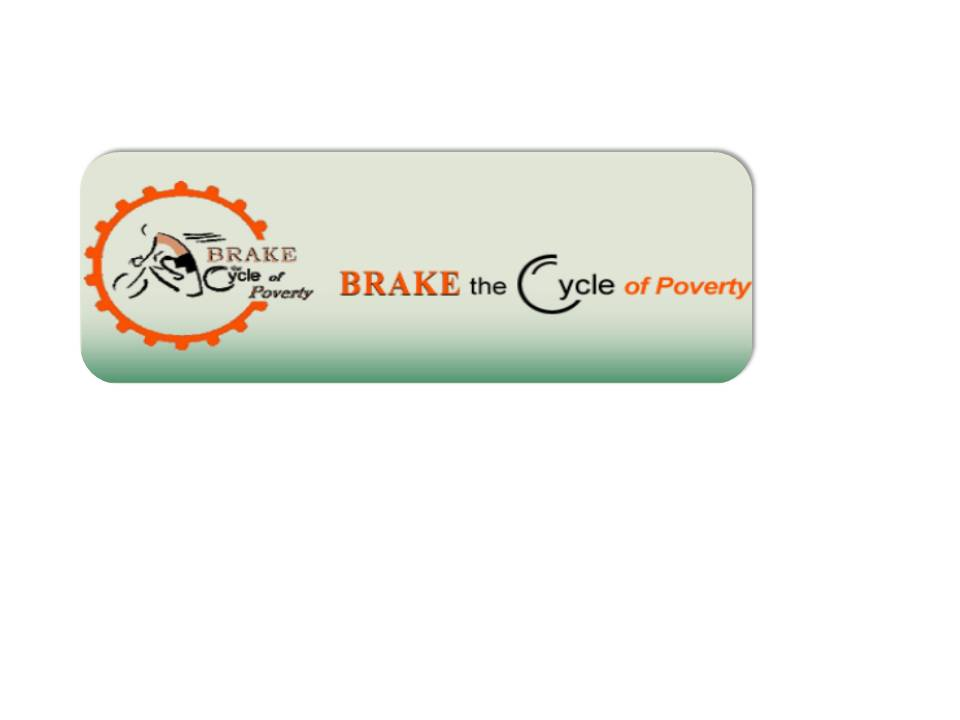 BRAKE
the
Cycle of
Poverty
BRAKE the Cycle of Poverty